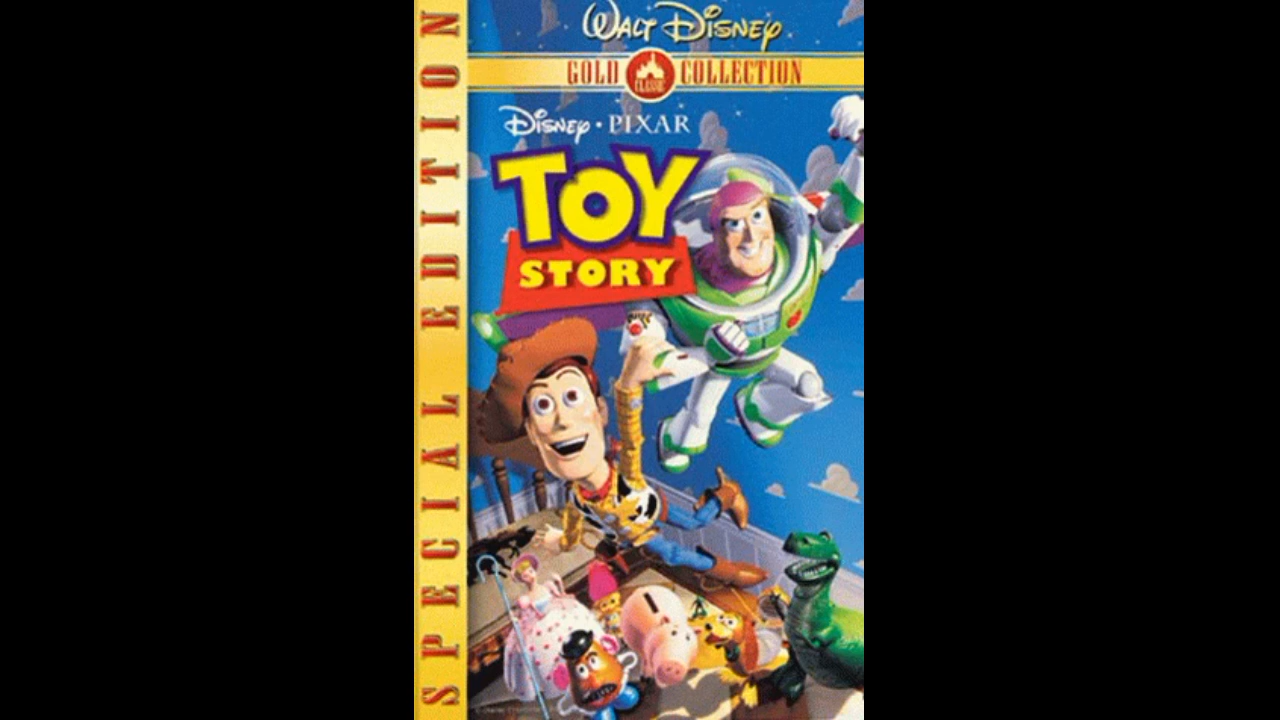 SPECIAL EDITION
WALT DISNEY
GOLD CLASSIC COLLECTION
DISNEY • PIXAR
TOY
STORY